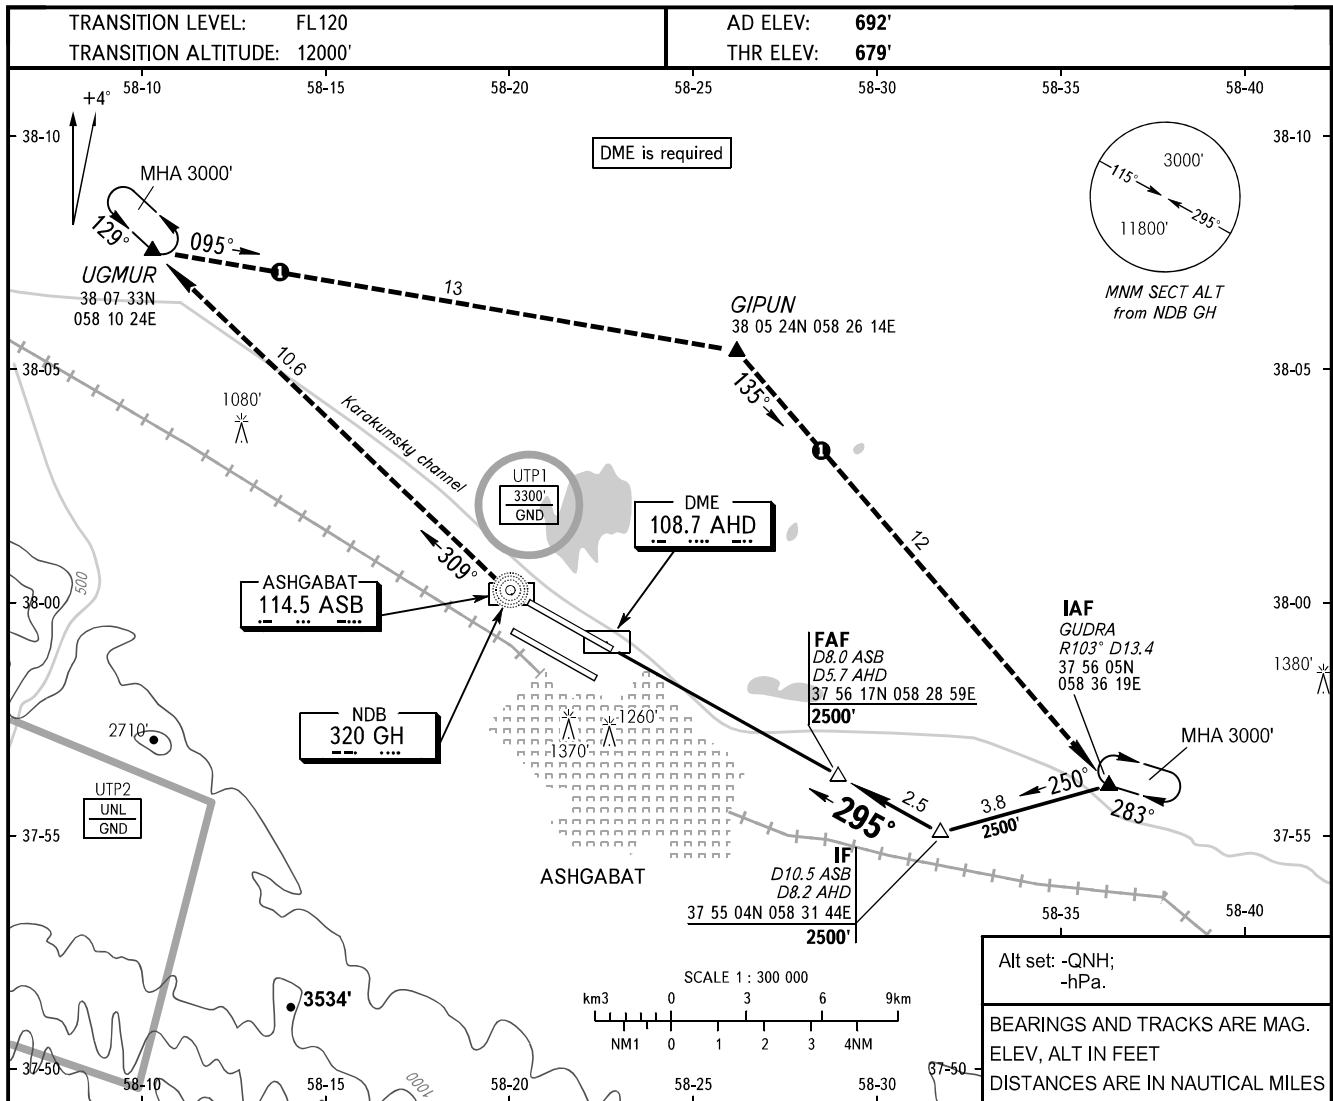 TRANSITION LEVEL: FL120
TRANSITION ALTITUDE: 12000'
AD ELEV: 692'
THR ELEV: 679'
58-10 58-15 58-20 58-25 58-30 58-35 58-40
+4°
38-10 38-10
DME is required
MHA 3000'
129°
095°
3000'
115°
295°
11800'
MNM SECT ALT
from NDB GH
UGMUR
38 07 33N
058 10 24E
1
13
GIPUN
38 05 24N 058 26 14E
38-05 38-05
10.6
135°
1
1080'
Karakumsky channel
UTP1
3300'
GND
DME
108.7 AHD
12
309°
ASHGABAT
114.5 ASB
500
38-00 38-00
IAF
GUDRA
R103° D13.4
37 56 05N
058 36 19E
1380'
FAF
D8.0 ASB
D5.7 AHD
37 56 17N 058 28 59E
2500'
NDB
320 GH
2710'
1260'
1370'
MHA 3000'
UTP2
UNL
GND
250°
283°
3.8
2500'
2.5
295°
37-55 37-55
ASHGABAT
IF
D10.5 ASB
D8.2 AHD
37 55 04N 058 31 44E
2500'
58-35 58-40
3534'
SCALE 1 : 300 000
km3 0 3 6 9km
NM1 0 1 2 3 4NM
Alt set: -QNH;
-hPa.
BEARINGS AND TRACKS ARE MAG.
ELEV, ALT IN FEET
DISTANCES ARE IN NAUTICAL MILES
37-50 37-50
1000
58-10 58-15 58-20 58-25 58-30